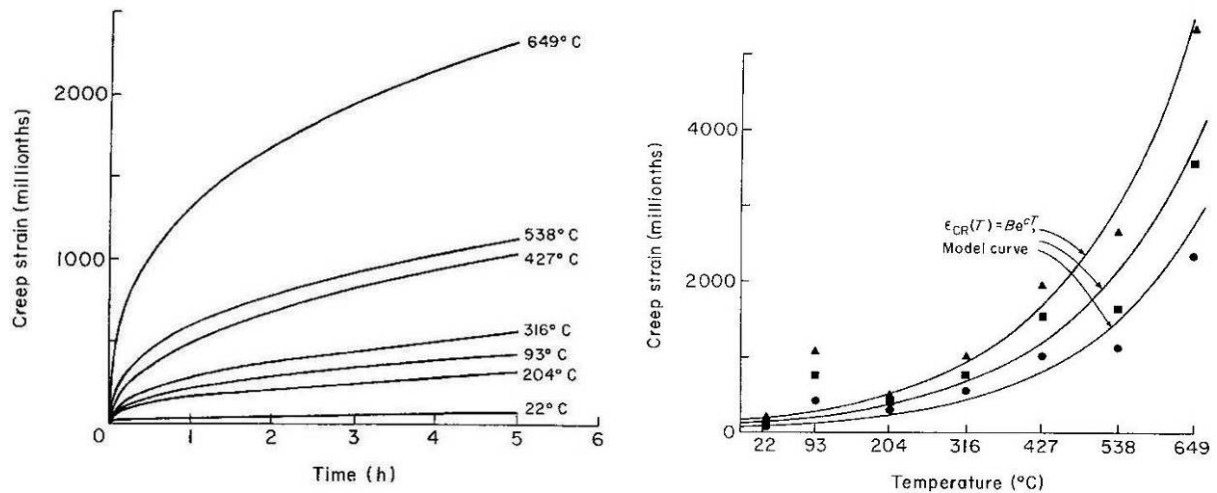 Creep strain (millionths)
2000
1000
0
1
2
3
4
5
6
Time (h)
649° C
538° C
427° C
316° C
93° C
204° C
22° C
Creep strain (millionths)
4000
2000
0
22
93
204
316
427
538
649
Temperature (°C)
εCR(T) = Be^cT,
Model curve